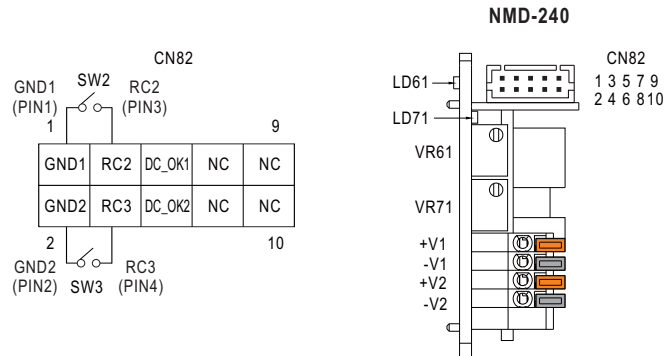 NMD-240
CN82
GND1
(PIN1)
SW2
RC2
(PIN3)
1
9
GND1 RC2 DC_OK1 NC NC
GND2 RC3 DC_OK2 NC NC
2
10
GND2
(PIN2)
SW3
RC3
(PIN4)
CN82
1 3 5 7 9
2 4 6 8 10
LD61
LD71
VR61
VR71
+V1
-V1
+V2
-V2